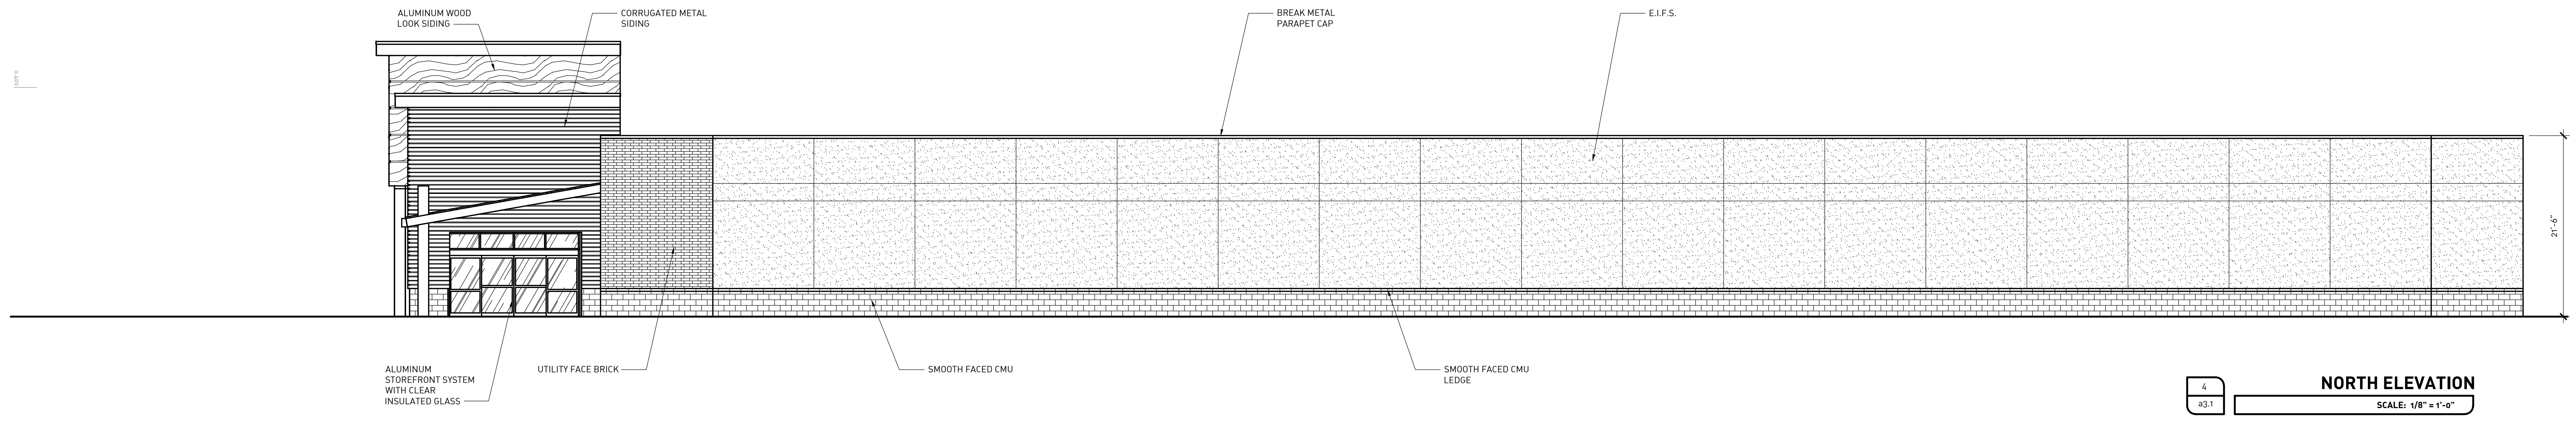 ALUMINUM WOOD
LOOK SIDING
CORRUGATED METAL
SIDING
BREAK METAL
PARAPET CAP
E.I.F.S.
21'-6"
ALUMINUM
STOREFRONT SYSTEM
WITH CLEAR
INSULATED GLASS
UTILITY FACE BRICK
SMOOTH FACED CMU
SMOOTH FACED CMU
LEDGE
4
a3.1
NORTH ELEVATION
SCALE: 1/8" = 1'-0"